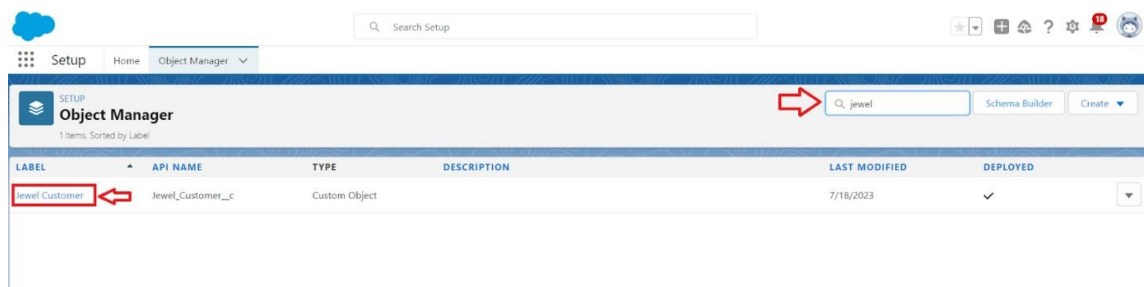 Search Setup
18
Setup Home Object Manager
SETUP
Object Manager
1 Items, Sorted by Label
jewel
Schema Builder
Create
LABEL API NAME TYPE DESCRIPTION LAST MODIFIED DEPLOYED
Jewel Customer Jewel_Customer__c Custom Object 7/18/2023